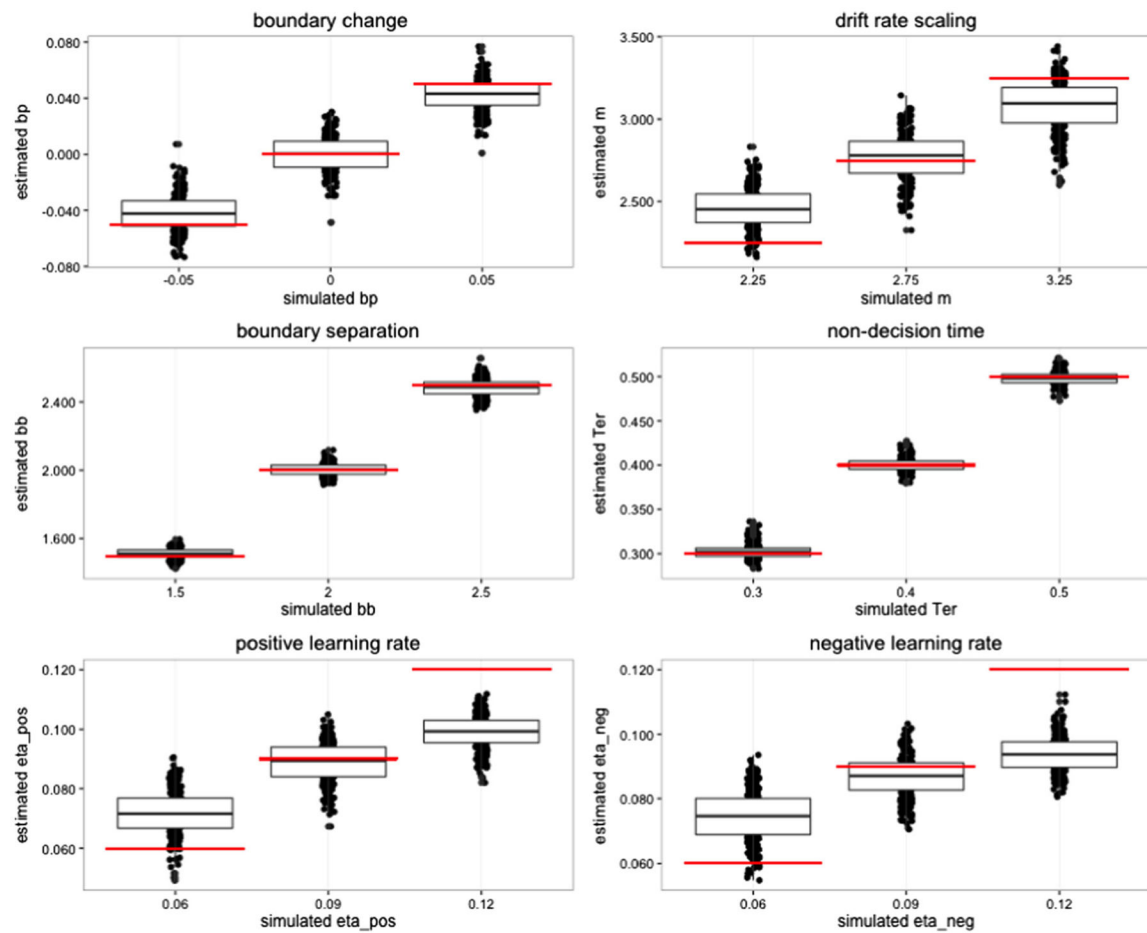 boundary change
drift rate scaling
0.080
0.040
0.000
-0.040
-0.080
estimated bp
-0.05
0
0.05
simulated bp
3.500
3.000
2.500
estimated m
2.25
2.75
3.25
simulated m
boundary separation
non-decision time
2.400
2.000
1.600
estimated bb
1.5
2
2.5
simulated bb
0.500
0.450
0.400
0.350
0.300
estimated Ter
0.3
0.4
0.5
simulated Ter
positive learning rate
negative learning rate
0.120
0.100
0.080
0.060
estimated eta_pos
0.06
0.09
0.12
simulated eta_pos
0.120
0.100
0.080
0.060
estimated eta_neg
0.06
0.09
0.12
simulated eta_neg